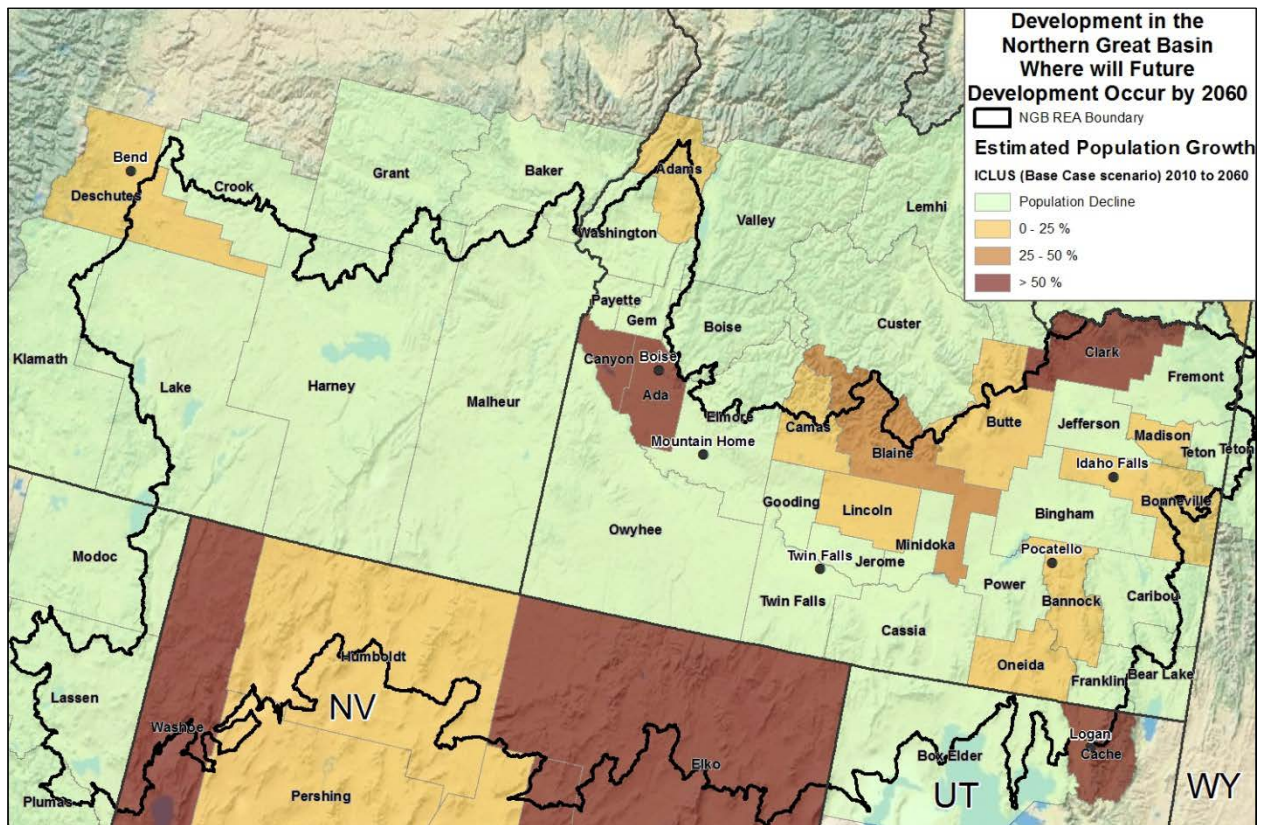 Development in the
Northern Great Basin
Where will Future
Development Occur by 2060
NGB REA Boundary
Estimated Population Growth
ICLUS (Base Case scenario) 2010 to 2060
Population Decline
0 - 25 %
25 - 50 %
> 50 %
Bend
Deschutes
Crook
Grant
Baker
Adams
Washington
Valley
Lemhi
Payette
Gem
Boise
Custer
Klamath
Lake
Harney
Malheur
Canyon
Boise
Ada
Elmore
Mountain Home
Camas
Blaine
Butte
Clark
Fremont
Jefferson
Madison
Teton
Teton
Idaho Falls
Bonneville
Gooding
Lincoln
Bingham
Owyhee
Minidoka
Modoc
Twin Falls
Jerome
Pocatello
Power
Bannock
Caribou
Twin Falls
Cassia
Oneida
Franklin
Bear Lake
Lassen
Humboldt
NV
Washoe
Elko
Box Elder
Logan
Cache
Plumas
Pershing
UT
WY